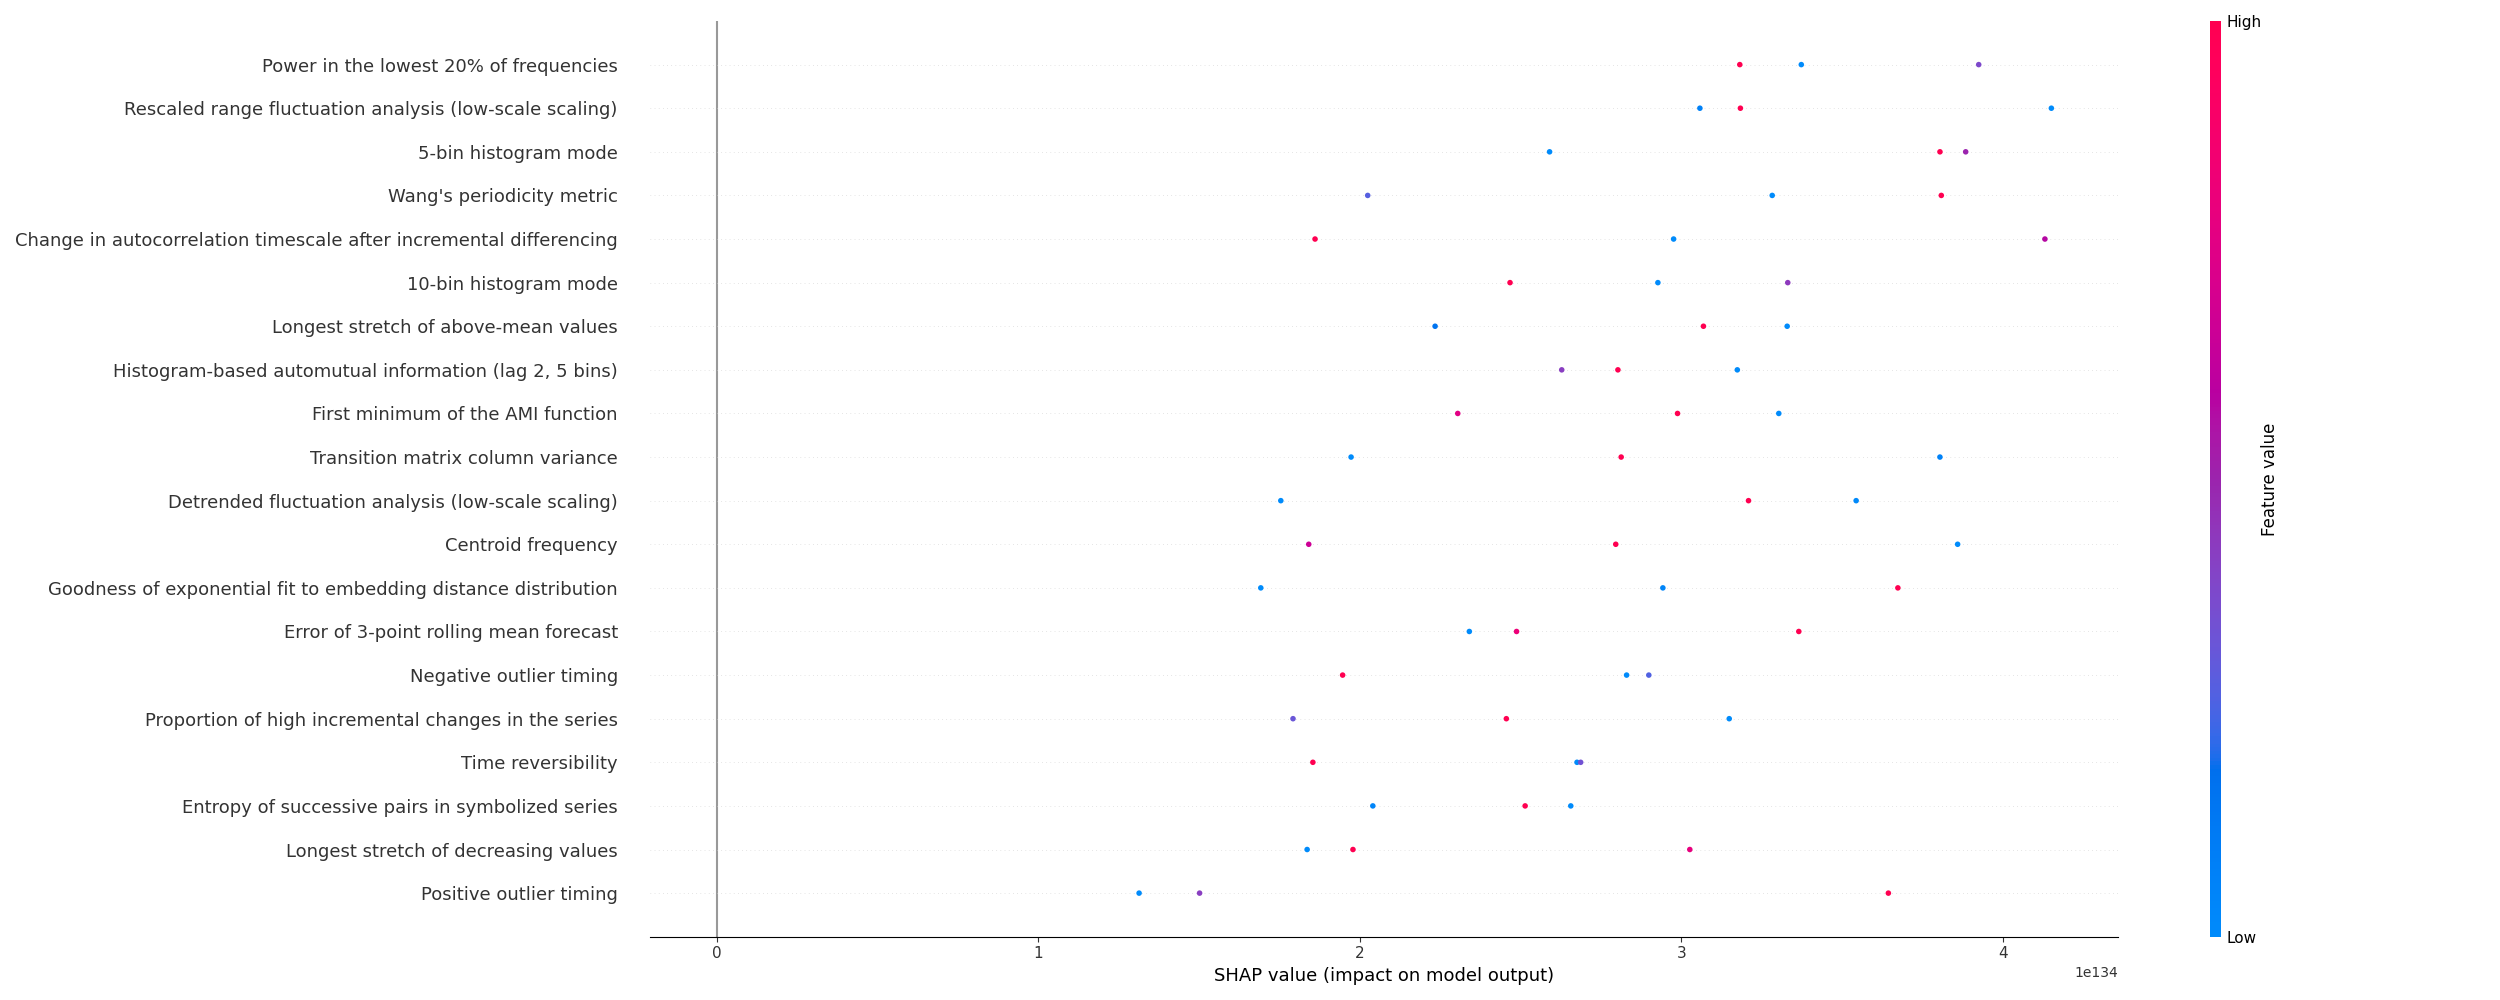 High
Power in the lowest 20% of frequencies
Rescaled range fluctuation analysis (low-scale scaling)
5-bin histogram mode
Wang's periodicity metric
Change in autocorrelation timescale after incremental differencing
10-bin histogram mode
Longest stretch of above-mean values
Histogram-based automutual information (lag 2, 5 bins)
First minimum of the AMI function
Transition matrix column variance
Detrended fluctuation analysis (low-scale scaling)
Centroid frequency
Goodness of exponential fit to embedding distance distribution
Error of 3-point rolling mean forecast
Negative outlier timing
Proportion of high incremental changes in the series
Time reversibility
Entropy of successive pairs in symbolized series
Longest stretch of decreasing values
Positive outlier timing
Feature value
Low
0 1 2 3 4
1e134
SHAP value (impact on model output)